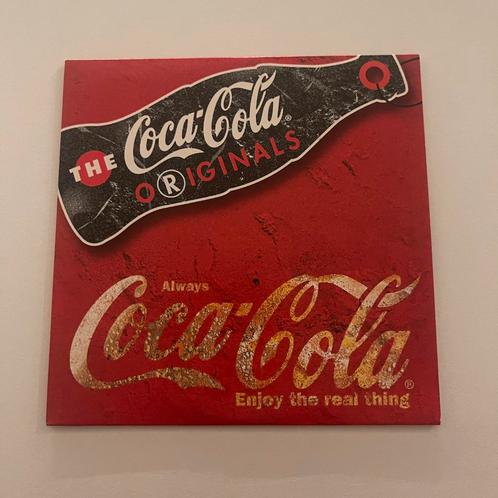 THE Coca-Cola®
ORIGINALS
Always
Coca-Cola®
Enjoy the real thing